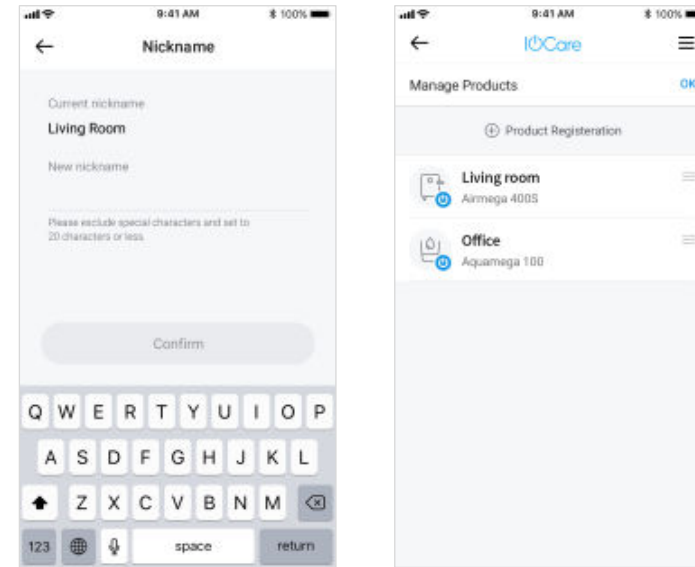 9:41 AM
100%
Nickname
Current nickname
Living Room
New nickname
Please exclude special characters and set to
20 characters or less.
Confirm
Q W E R T Y U I O P
A S D F G H J K L
Z X C V B N M
123 space return
9:41 AM
100%
IOCare
Manage Products
OK
Product Registeration
Living room
Airmega 400S
Office
Aquamega 100